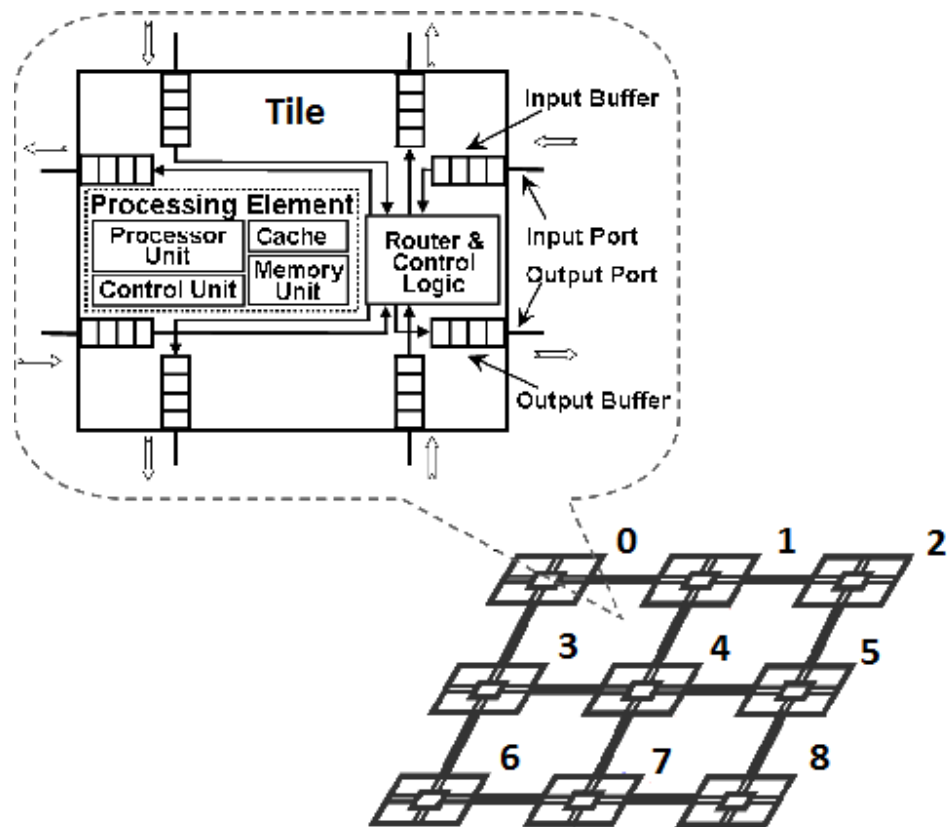 Tile
Input Buffer
Processing Element
Processor
Unit
Cache
Control Unit
Memory
Unit
Router &
Control
Logic
Input Port
Output Port
Output Buffer
0
1
2
3
4
5
6
7
8